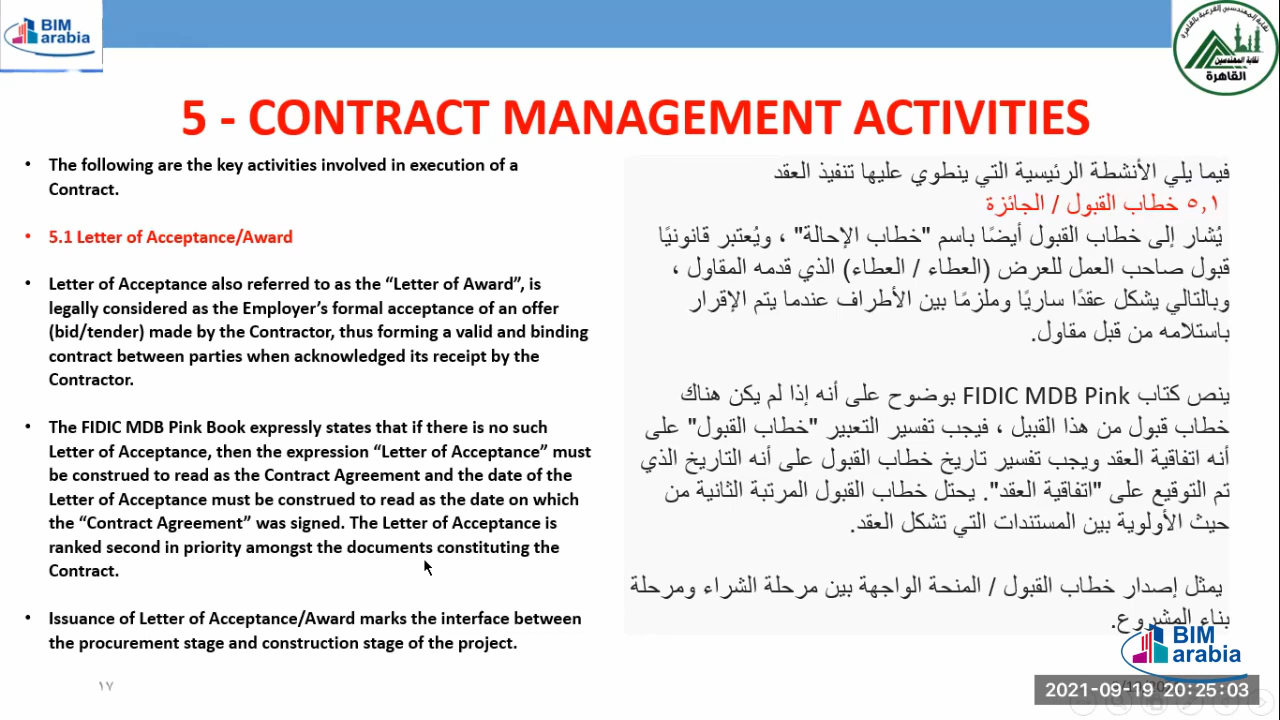 BIM
arabia
نقابة المهندسين الفرعية بالقاهرة
نقابة المهندسين
القاهرة
5 - CONTRACT MANAGEMENT ACTIVITIES
• The following are the key activities involved in execution of a
Contract.
• 5.1 Letter of Acceptance/Award
• Letter of Acceptance also referred to as the “Letter of Award”, is
legally considered as the Employer’s formal acceptance of an offer
(bid/tender) made by the Contractor, thus forming a valid and binding
contract between parties when acknowledged its receipt by the
Contractor.
• The FIDIC MDB Pink Book expressly states that if there is no such
Letter of Acceptance, then the expression “Letter of Acceptance” must
be construed to read as the Contract Agreement and the date of the
Letter of Acceptance must be construed to read as the date on which
the “Contract Agreement” was signed. The Letter of Acceptance is
ranked second in priority amongst the documents constituting the
Contract.
• Issuance of Letter of Acceptance/Award marks the interface between
the procurement stage and construction stage of the project.
فيما يلي الأنشطة الرئيسية التي ينطوي عليها تنفيذ العقد
٥,١ خطاب القبول / الجائزة
يُشار إلى خطاب القبول أيضًا باسم "خطاب الإحالة" ، ويُعتبر قانونيًا
قبول صاحب العمل للعرض (العطاء / العطاء) الذي قدمه المقاول ،
وبالتالي يشكل عقدًا ساريًا وملزمًا بين الأطراف عندما يتم الإقرار
باستلامه من قبل مقاول.
ينص كتاب FIDIC MDB Pink بوضوح على أنه إذا لم يكن هناك
خطاب قبول من هذا القبيل ، فيجب تفسير التعبير "خطاب القبول" على
أنه اتفاقية العقد ويجب تفسير تاريخ خطاب القبول على أنه التاريخ الذي
تم التوقيع على "اتفاقية العقد". يحتل خطاب القبول المرتبة الثانية من
حيث الأولوية بين المستندات التي تشكل العقد.
يمثل إصدار خطاب القبول / المنحة الواجهة بين مرحلة الشراء ومرحلة
بناء المشروع.
BIM
arabia
١٧
2021-09-19 20:25:03